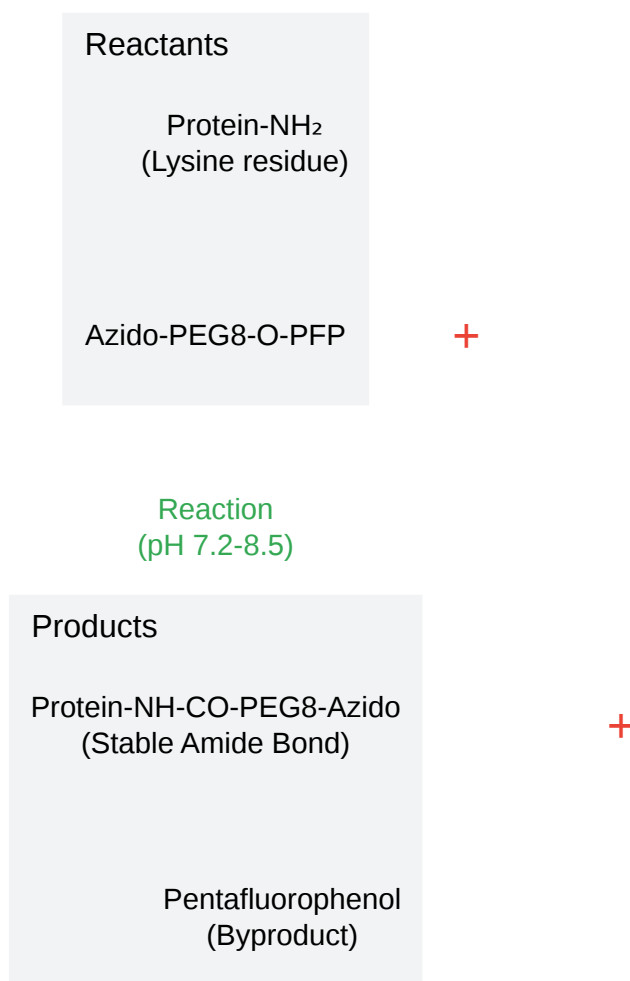 Reactants
Protein-NH₂
(Lysine residue)
Azido-PEG8-O-PFP
+
Reaction
(pH 7.2-8.5)
Products
Protein-NH-CO-PEG8-Azido
(Stable Amide Bond)
+
Pentafluorophenol
(Byproduct)